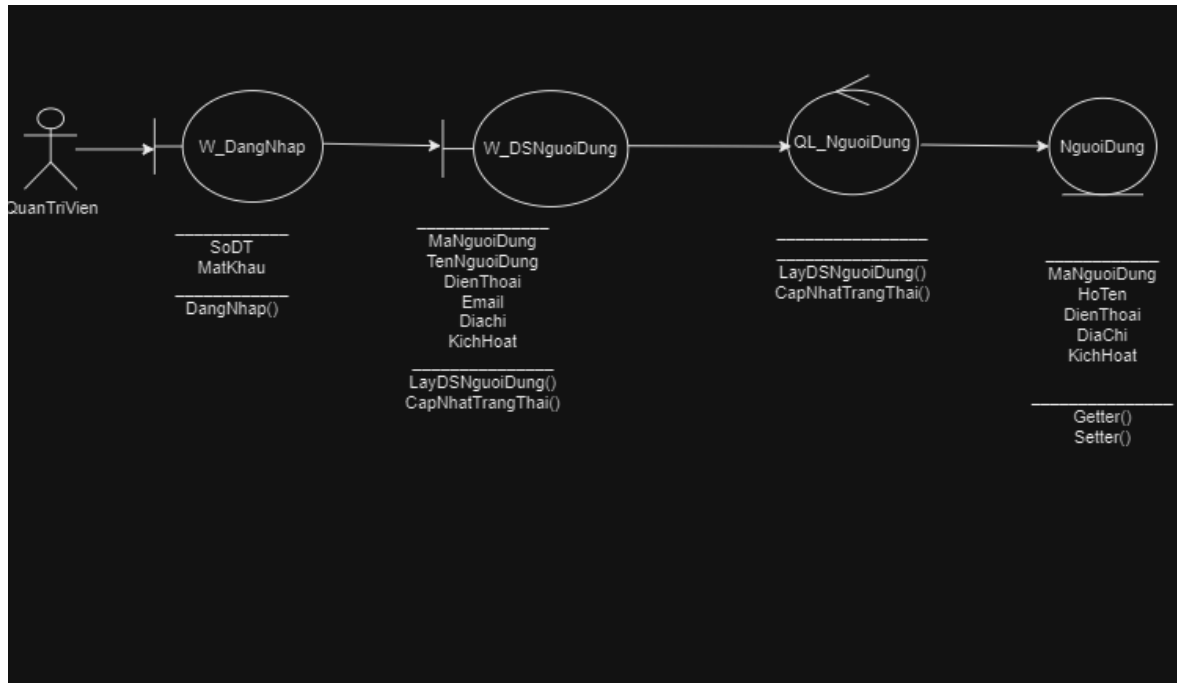 W_DangNhap
W_DSNguoiDung
QL_NguoiDung
NguoiDung
QuanTriVien
SoDT
MatKhau
DangNhap()
MaNguoiDung
TenNguoiDung
DienThoai
Email
Diachi
KichHoat
LayDSNguoiDung()
CapNhatTrangThai()
LayDSNguoiDung()
CapNhatTrangThai()
MaNguoiDung
HoTen
DienThoai
DiaChi
KichHoat
Getter()
Setter()